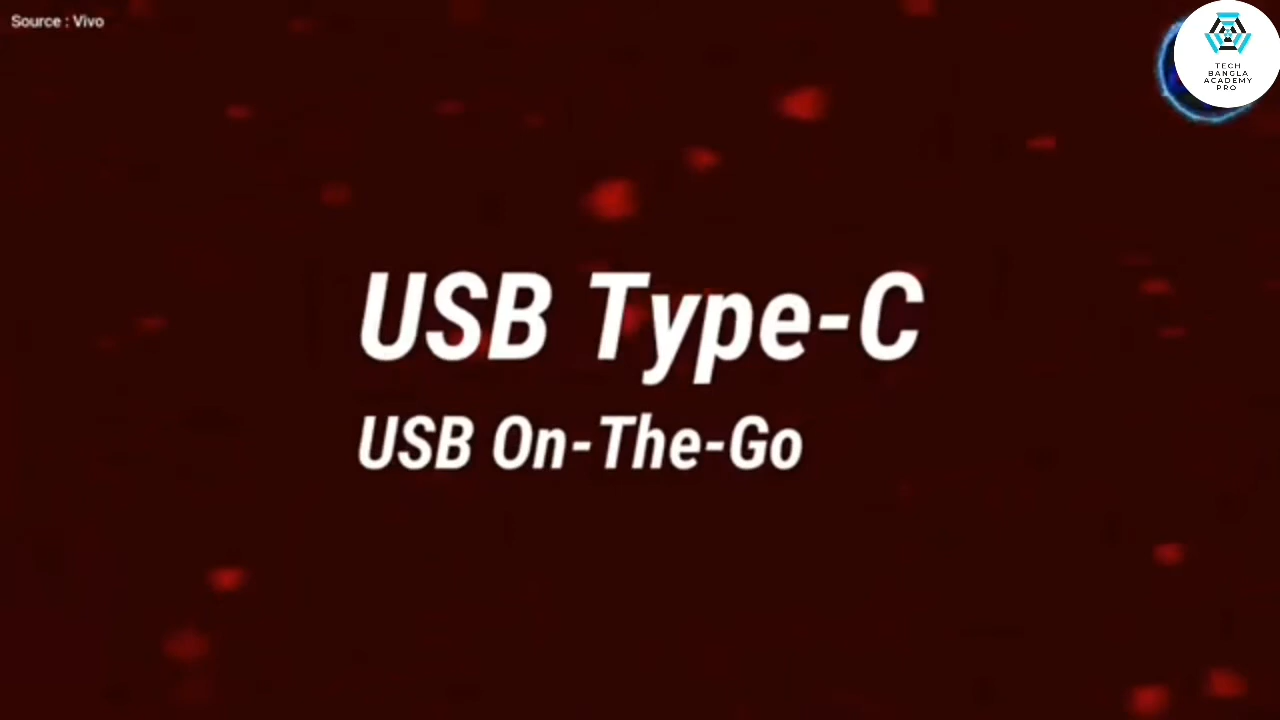 Source : Vivo
TECH
BANGLA
ACADEMY
PRO
USB Type-C
USB On-The-Go